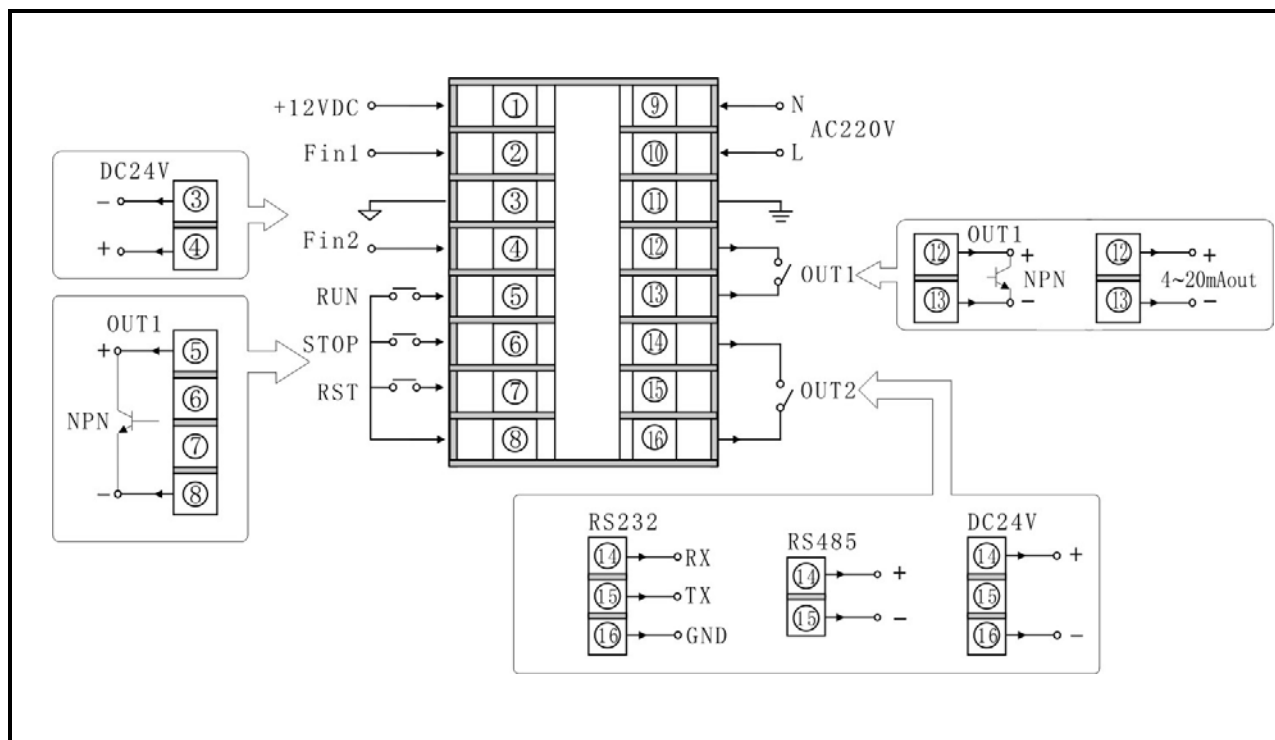 +12VDC ① ⑨ N
AC220V
Fin1 ② ⑩ L
DC24V
− ③
+ ④
③ ⑪
Fin2 ④ ⑫ OUT1
RUN ⑤ ⑬
STOP ⑥ ⑭
RST ⑦ ⑮ OUT2
⑧ ⑯
OUT1
+ ⑤
⑥
NPN
⑦
− ⑧
⑫ OUT1 +
NPN
⑬ −
⑫ +
4~20mAout
⑬ −
RS232
⑭ RX
⑮ TX
⑯ GND
RS485
⑭ +
⑮ −
DC24V
⑭ +
⑮
⑯ −